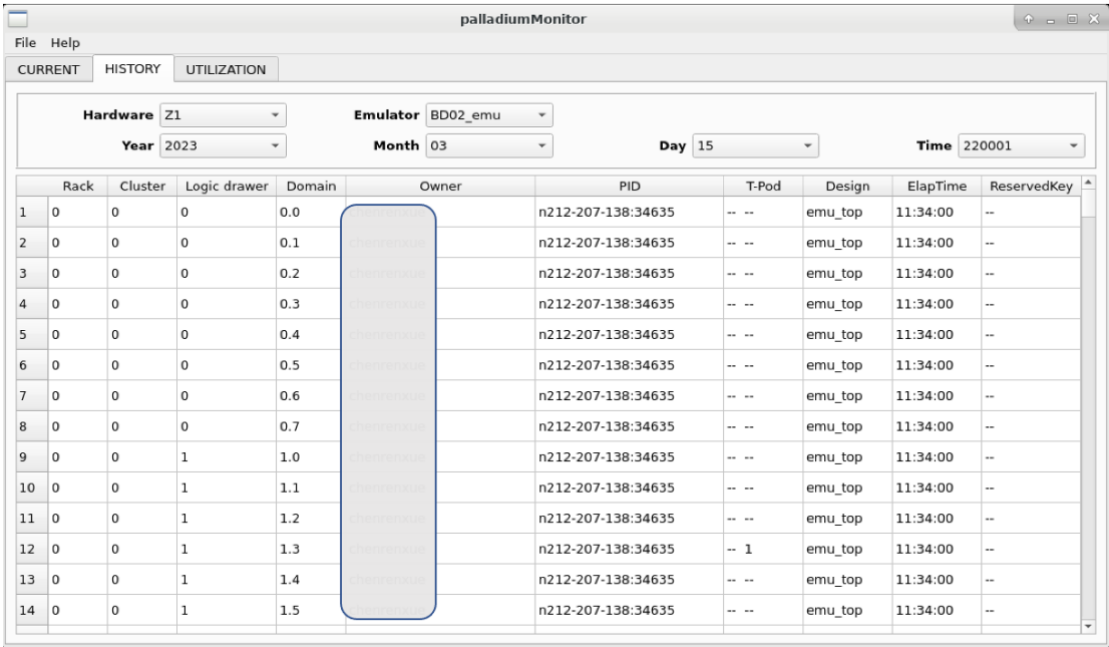 palladiumMonitor
File Help
CURRENT HISTORY UTILIZATION
Hardware Z1 Emulator BD02_emu
Year 2023 Month 03 Day 15 Time 220001
Rack Cluster Logic drawer Domain Owner PID T-Pod Design ElapTime ReservedKey
1 0 0 0 0.0 n212-207-138:34635 -- -- emu_top 11:34:00 --
2 0 0 0 0.1 n212-207-138:34635 -- -- emu_top 11:34:00 --
3 0 0 0 0.2 n212-207-138:34635 -- -- emu_top 11:34:00 --
4 0 0 0 0.3 n212-207-138:34635 -- -- emu_top 11:34:00 --
5 0 0 0 0.4 n212-207-138:34635 -- -- emu_top 11:34:00 --
6 0 0 0 0.5 n212-207-138:34635 -- -- emu_top 11:34:00 --
7 0 0 0 0.6 n212-207-138:34635 -- -- emu_top 11:34:00 --
8 0 0 0 0.7 n212-207-138:34635 -- -- emu_top 11:34:00 --
9 0 0 1 1.0 n212-207-138:34635 -- -- emu_top 11:34:00 --
10 0 0 1 1.1 n212-207-138:34635 -- -- emu_top 11:34:00 --
11 0 0 1 1.2 n212-207-138:34635 -- -- emu_top 11:34:00 --
12 0 0 1 1.3 n212-207-138:34635 -- 1 emu_top 11:34:00 --
13 0 0 1 1.4 n212-207-138:34635 -- -- emu_top 11:34:00 --
14 0 0 1 1.5 n212-207-138:34635 -- -- emu_top 11:34:00 --